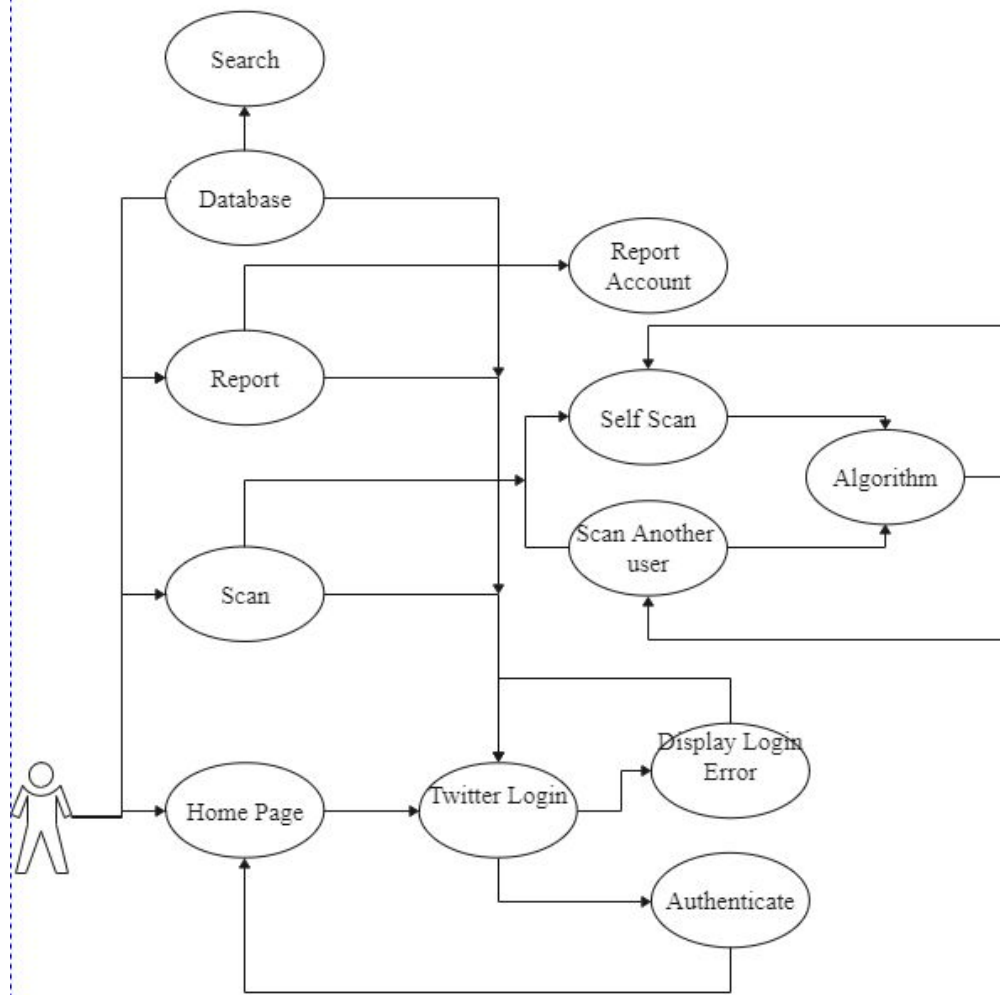 Search
Database
Report
Account
Report
Self Scan
Algorithm
Scan Another
user
Scan
Display Login
Error
Home Page
Twitter Login
Authenticate